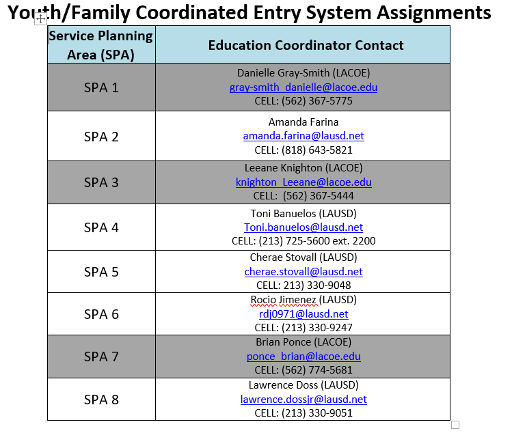 Youth/Family Coordinated Entry System Assignments
Service Planning
Area (SPA)
Education Coordinator Contact
SPA 1
Danielle Gray-Smith (LACOE)
gray-smith_danielle@lacoe.edu
CELL: (562) 367-5775
SPA 2
Amanda Farina
amanda.farina@lausd.net
CELL: (818) 643-5821
SPA 3
Leeane Knighton (LACOE)
knighton_Leeane@lacoe.edu
CELL:  (562) 367-5444
SPA 4
Toni Banuelos (LAUSD)
Toni.banuelos@lausd.net
CELL: (213) 725-5600 ext. 2200
SPA 5
Cherae Stovall (LAUSD)
cherae.stovall@lausd.net
CELL: 213) 330-9048
SPA 6
Rocio Jimenez (LAUSD)
rdj0971@lausd.net
CELL: (213) 330-9247
SPA 7
Brian Ponce (LACOE)
ponce_brian@lacoe.edu
CELL: (562) 774-5681
SPA 8
Lawrence Doss (LAUSD)
lawrence.dossjr@lausd.net
CELL: (213) 330-9051